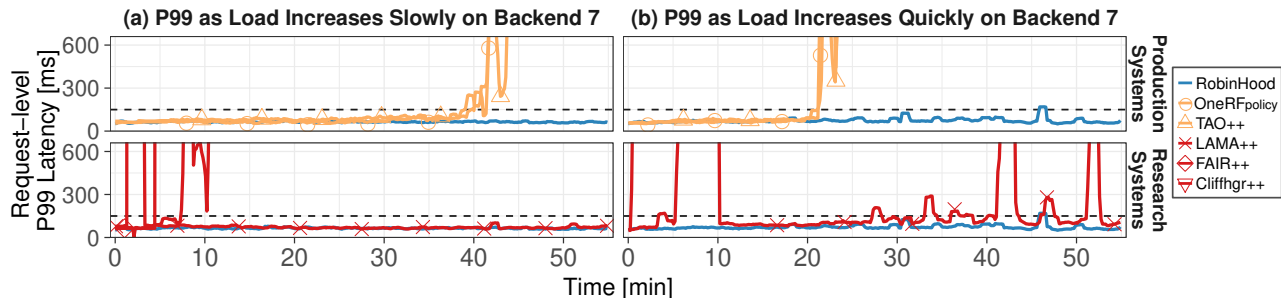 (a) P99 as Load Increases Slowly on Backend 7
(b) P99 as Load Increases Quickly on Backend 7
Request-level
P99 Latency [ms]
600
300
0
600
300
0
Production
Systems
Research
Systems
0 10 20 30 40 50
0 10 20 30 40 50
Time [min]
RobinHood
OneRFpolicy
TAO++
LAMA++
FAIR++
Cliffhgr++